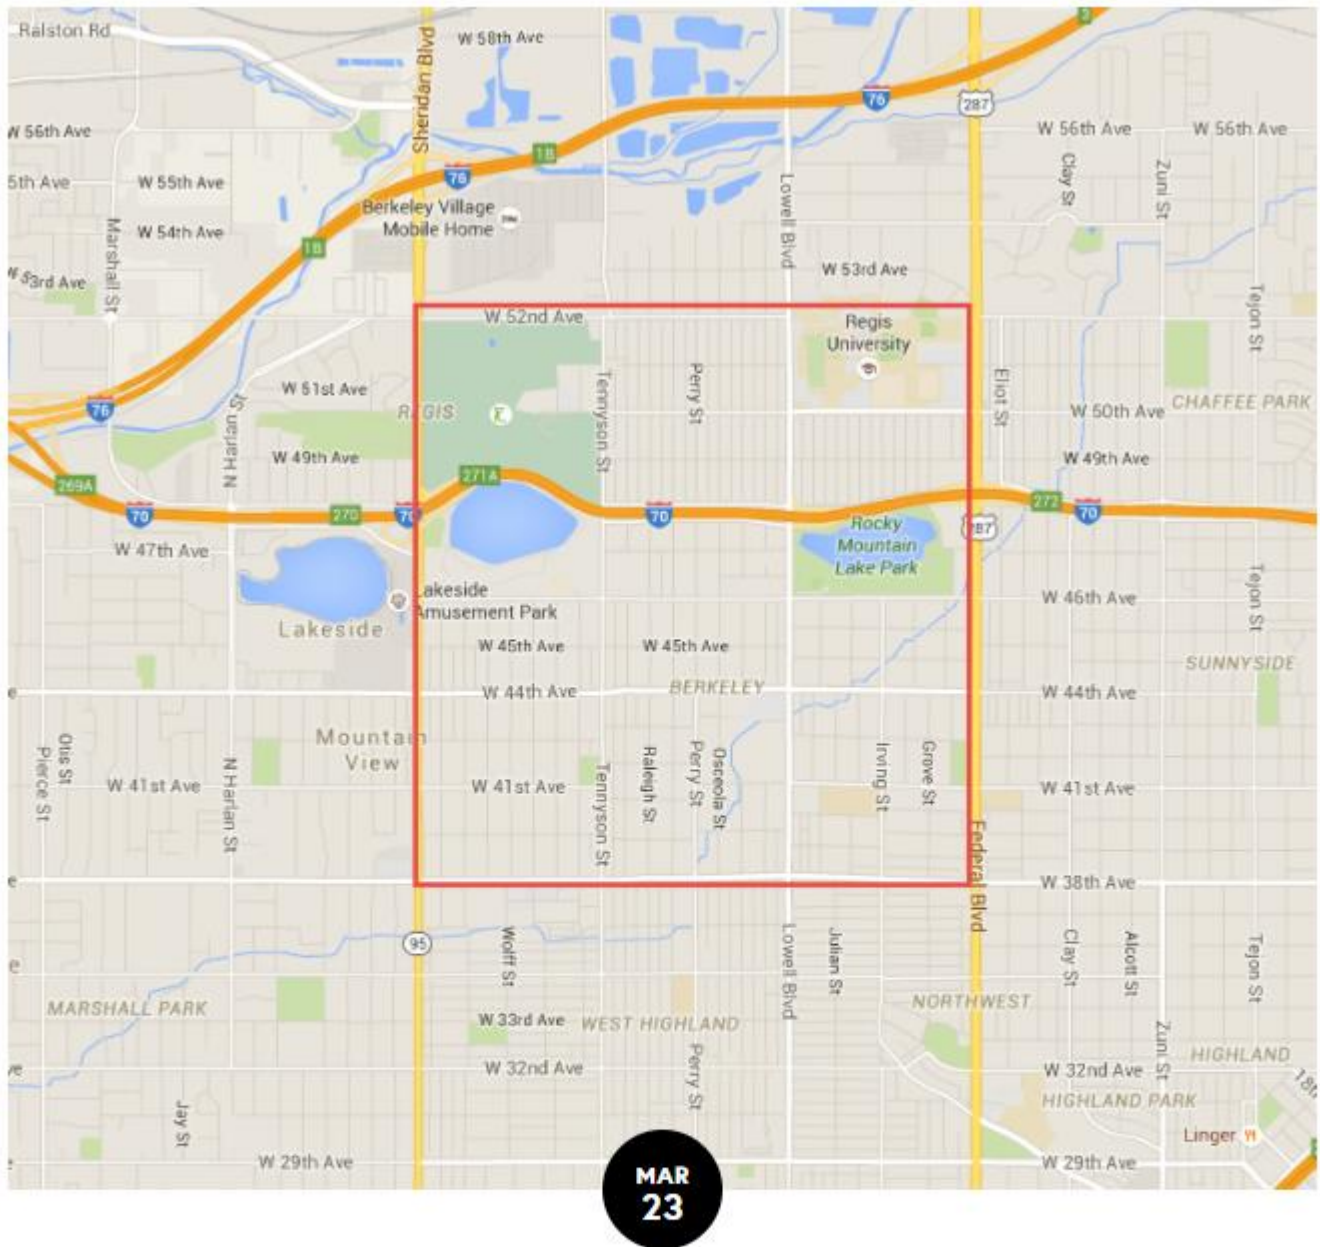 Ralston Rd
Sheridan Blvd
W 58th Ave
2
76
287
W 56th Ave
W 56th Ave
W 56th Ave
1B
5th Ave
W 55th Ave
76
Lowell Blvd
Clay St
Zuni St
Berkeley Village
Mobile Home
Marshall St
W 54th Ave
1B
W 53rd Ave
W 53rd Ave
Tejon St
W 52nd Ave
Regis
University
W 51st Ave
Tennyson St
Perry St
Eliot St
76
N Harlan St
REGIS
W 50th Ave
CHAFFEE PARK
W 49th Ave
W 49th Ave
269A
271A
70
270
70
70
272
70
287
Rocky
Mountain
Lake Park
W 47th Ave
Lakeside
Amusement Park
W 46th Ave
Tejon St
Lakeside
W 45th Ave
W 45th Ave
SUNNYSIDE
W 44th Ave
BERKELEY
W 44th Ave
Mountain
View
Otis St
Pierce St
W 41st Ave
N Harlan St
W 41st Ave
Tennyson St
Raleigh St
Perry St
Osceola St
Irving St
Grove St
W 41st Ave
Federal Blvd
W 38th Ave
95
Wolff St
Lowell Blvd
Julian St
Clay St
Alcott St
Tejon St
MARSHALL PARK
W 33rd Ave
WEST HIGHLAND
NORTHWEST
Zuni St
HIGHLAND
W 32nd Ave
Perry St
W 32nd Ave
18th
HIGHLAND PARK
Jay St
Linger
W 29th Ave
W 29th Ave
MAR
23